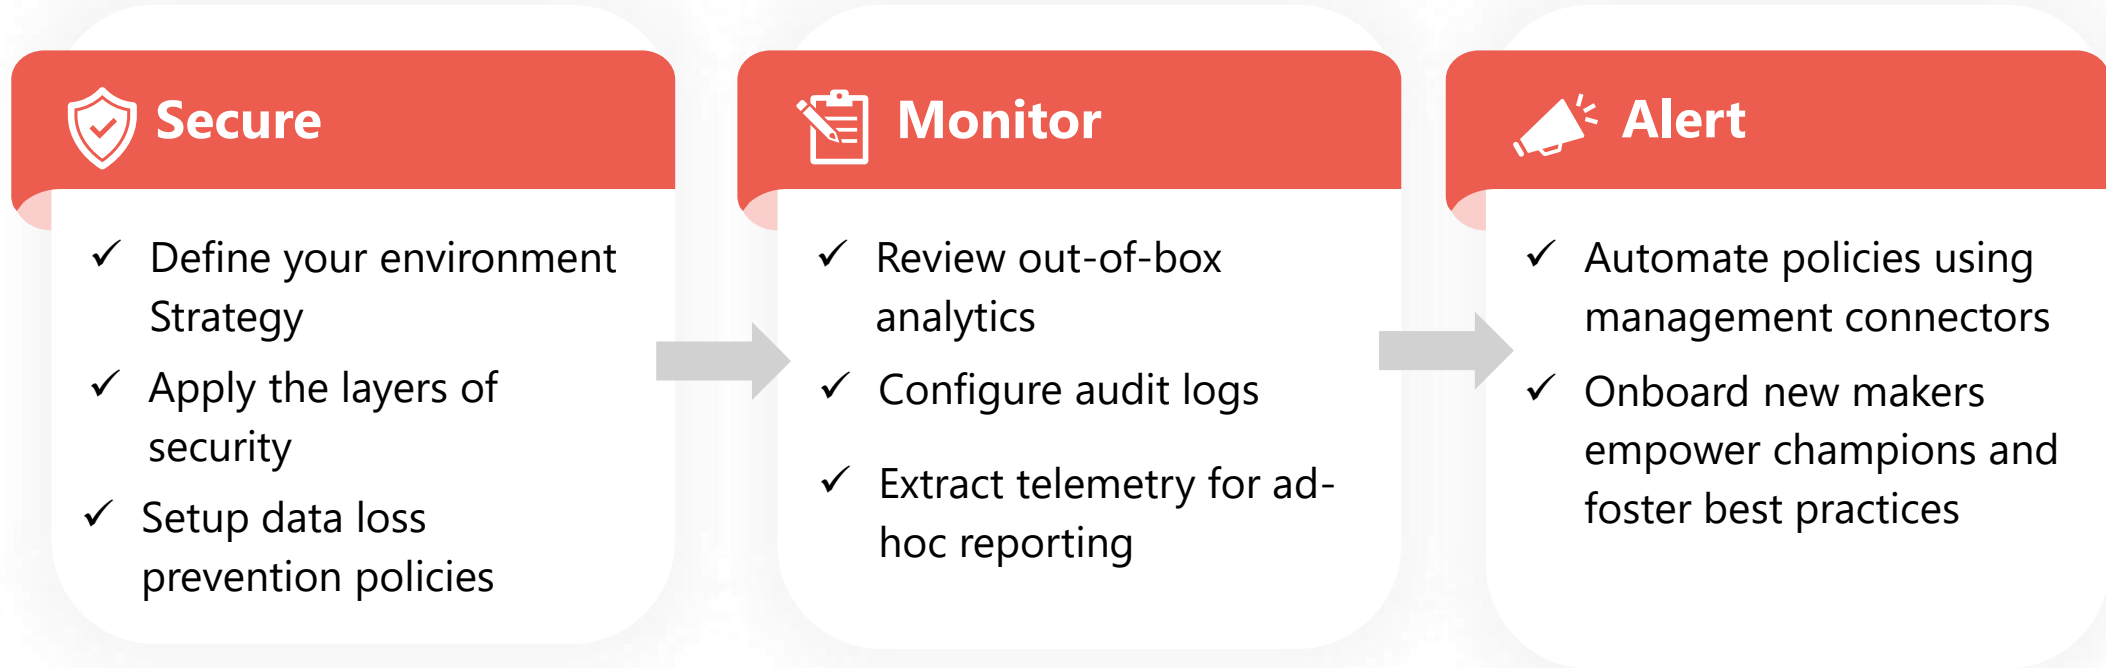 Secure
✓ Define your environment
Strategy
✓ Apply the layers of
security
✓ Setup data loss
prevention policies
Monitor
✓ Review out-of-box
analytics
✓ Configure audit logs
✓ Extract telemetry for ad-
hoc reporting
Alert
✓ Automate policies using
management connectors
✓ Onboard new makers
empower champions and
foster best practices